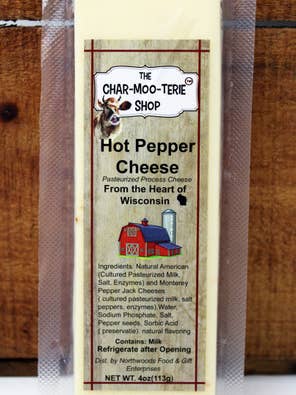 THE
CHAR-MOO-TERIE
TM
SHOP
Hot Pepper
Cheese
Pasteurized Process Cheese
From the Heart of
Wisconsin
Ingredients: Natural American
(Cultured Pasteurized Milk,
Salt, Enzymes) and Monterey
Pepper Jack Cheeses
( cultured pasteurized milk, salt
peppers, enzymes).Water,
Sodium Phosphate, Salt,
Pepper seeds, Sorbic Acid
( preservatie). natural flavoring
Contains: Milk
Refrigerate after Opening
Dist. by Northwoods Food & Gift
Enterprises
NET WT. 4oz(113g)